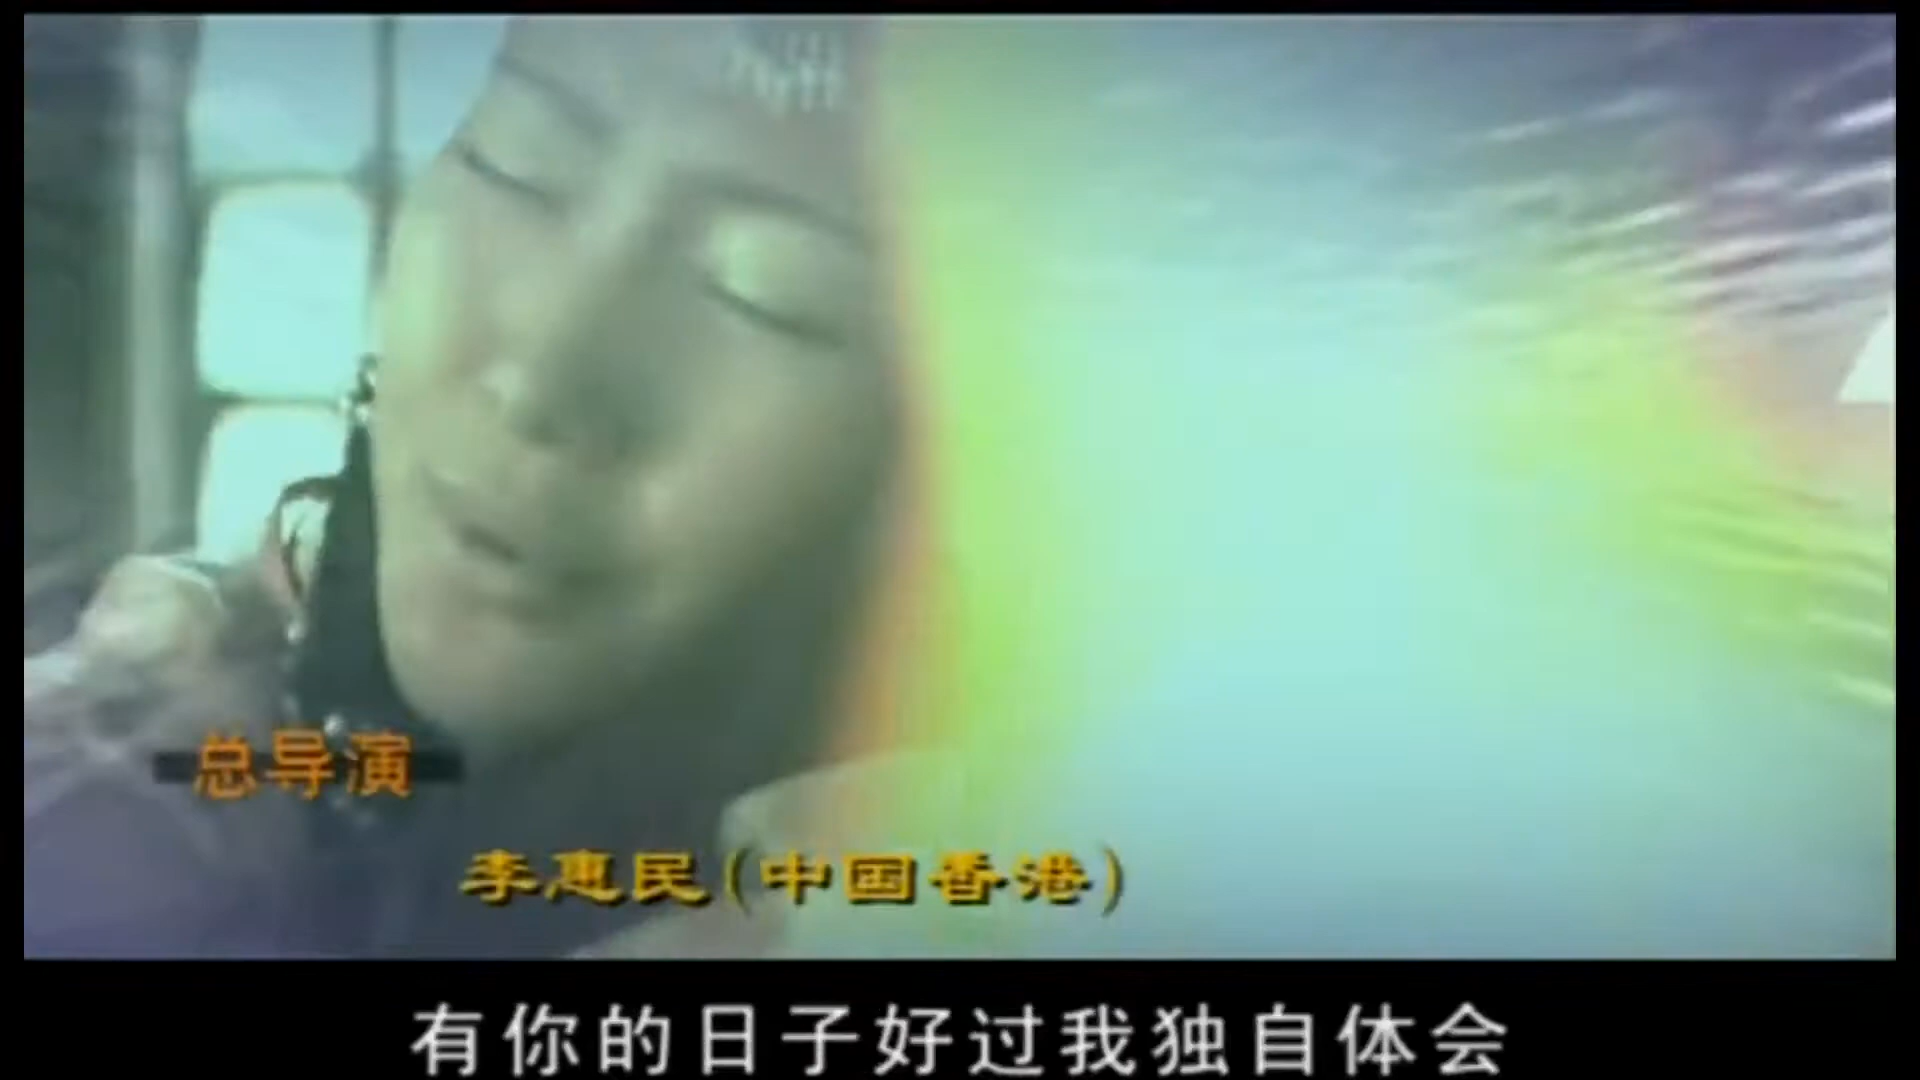 总导演
李惠民(中国香港)
有你的日子好过我独自体会